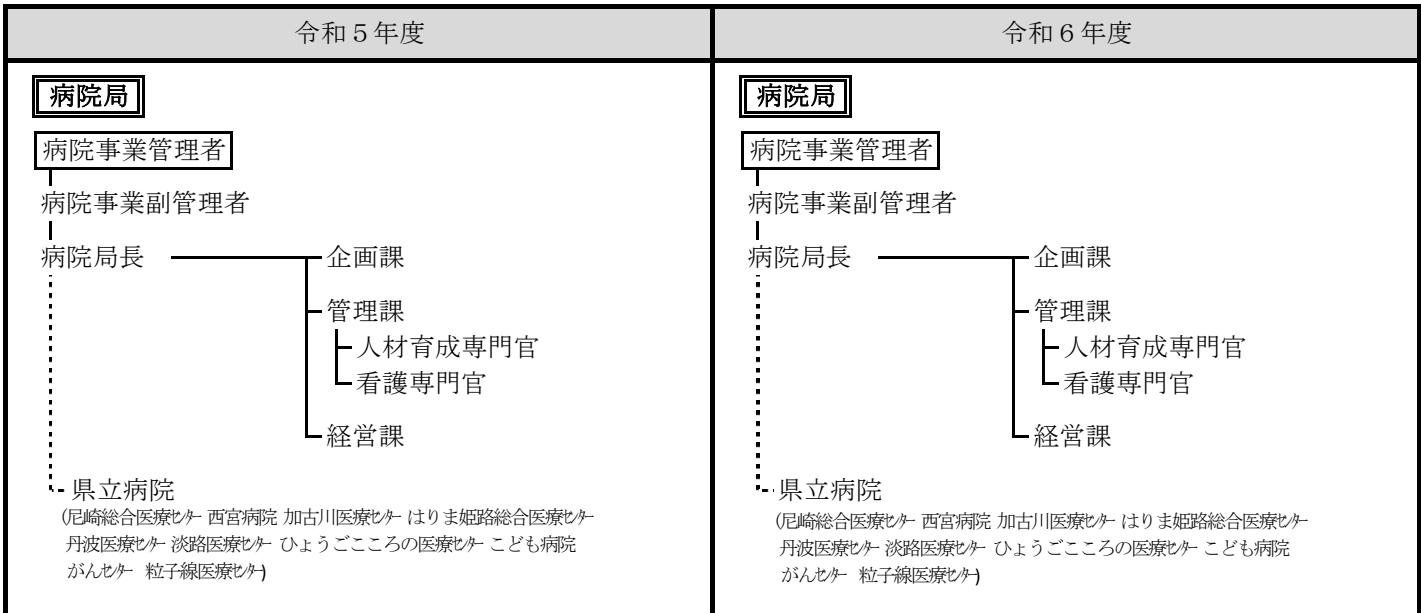 令和５年度
病院局
病院事業管理者
病院事業副管理者
病院局長
企画課
管理課
人材育成専門官
看護専門官
経営課
県立病院
(尼崎総合医療ｾﾝﾀｰ 西宮病院 加古川医療ｾﾝﾀｰ はりま姫路総合医療ｾﾝﾀｰ
丹波医療ｾﾝﾀｰ 淡路医療ｾﾝﾀｰ ひょうごこころの医療ｾﾝﾀｰ こども病院
がんｾﾝﾀｰ 粒子線医療ｾﾝﾀｰ)
令和６年度
病院局
病院事業管理者
病院事業副管理者
病院局長
企画課
管理課
人材育成専門官
看護専門官
経営課
県立病院
(尼崎総合医療ｾﾝﾀｰ 西宮病院 加古川医療ｾﾝﾀｰ はりま姫路総合医療ｾﾝﾀｰ
丹波医療ｾﾝﾀｰ 淡路医療ｾﾝﾀｰ ひょうごこころの医療ｾﾝﾀｰ こども病院
がんｾﾝﾀｰ 粒子線医療ｾﾝﾀｰ)